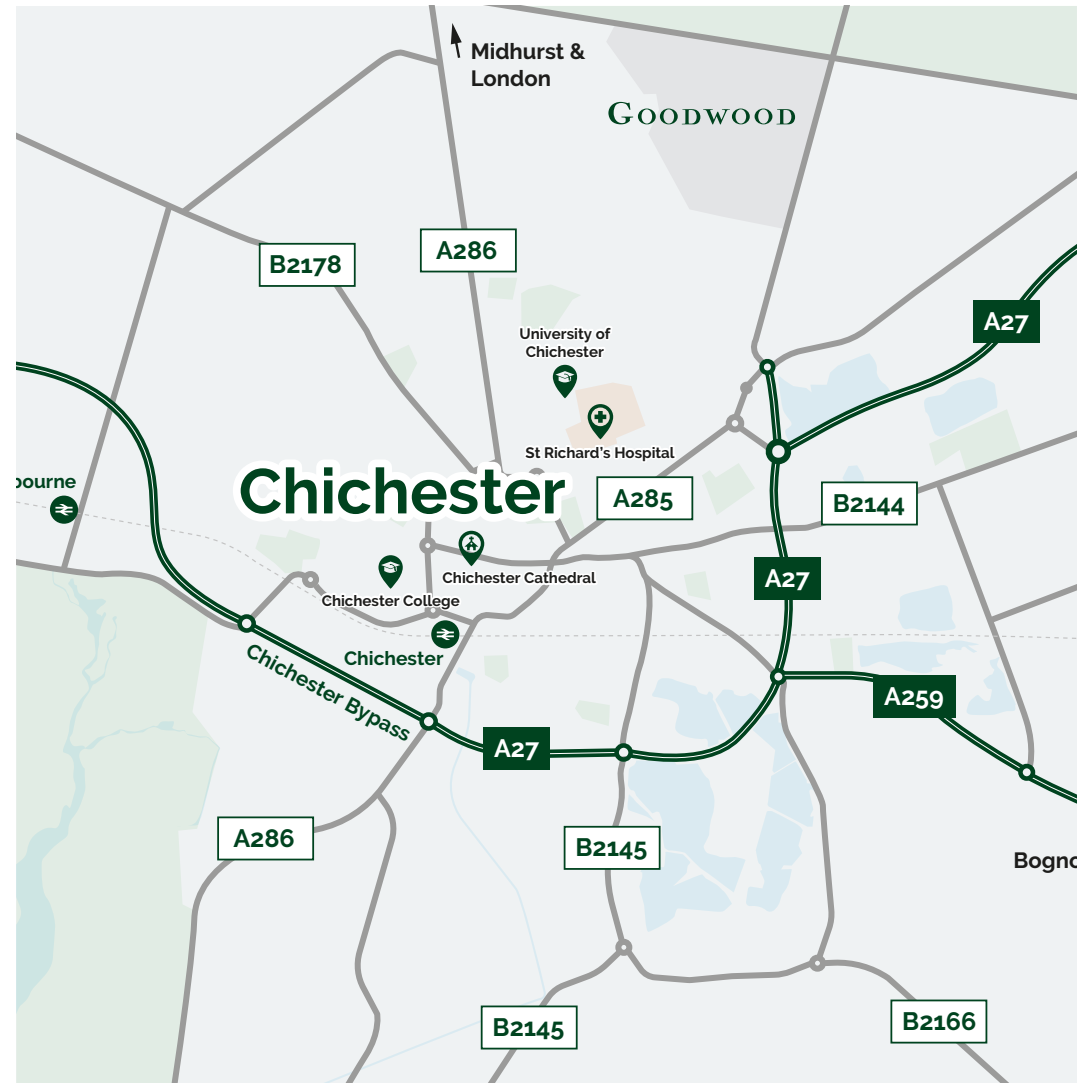 Midhurst &
London
GOODWOOD
A286
B2178
A27
University of
Chichester
St Richard's Hospital
Chichester
A285
B2144
bourne
Chichester Cathedral
A27
Chichester College
Chichester
Chichester Bypass
A259
A27
A286
B2145
Bogno
B2145
B2166